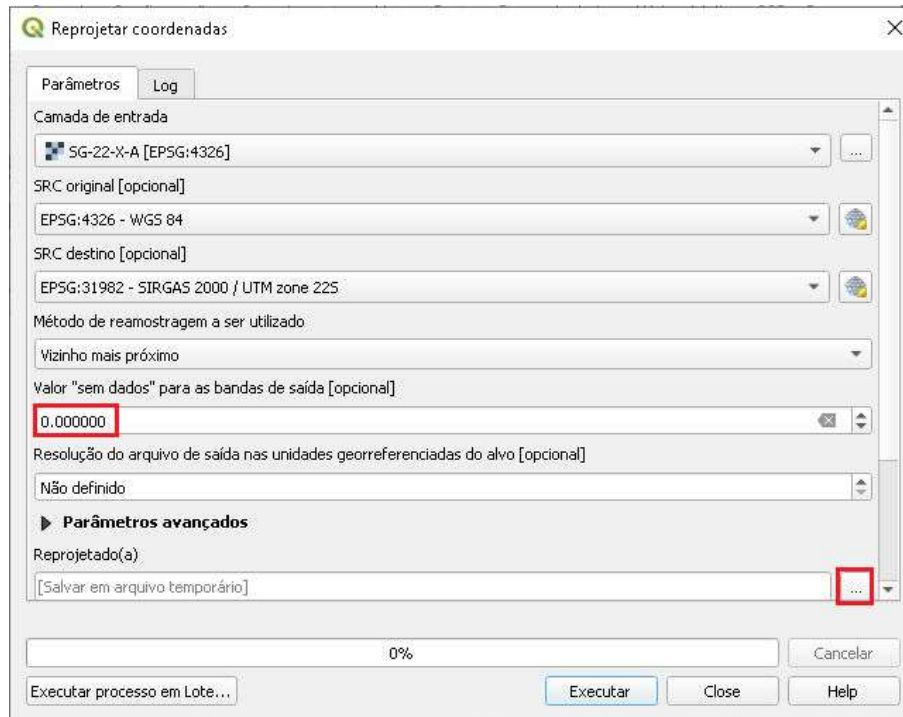 Reprojetar coordenadas
Parâmetros
Log
Camada de entrada
SG-22-X-A [EPSG:4326]
...
SRC original [opcional]
EPSG:4326 - WGS 84
SRC destino [opcional]
EPSG:31982 - SIRGAS 2000 / UTM zone 22S
Método de reamostragem a ser utilizado
Vizinho mais próximo
Valor "sem dados" para as bandas de saída [opcional]
0.000000
Resolução do arquivo de saída nas unidades georreferenciadas do alvo [opcional]
Não definido
Parâmetros avançados
Reprojetado(a)
[Salvar em arquivo temporário]
...
0%
Cancelar
Executar processo em Lote...
Executar
Close
Help